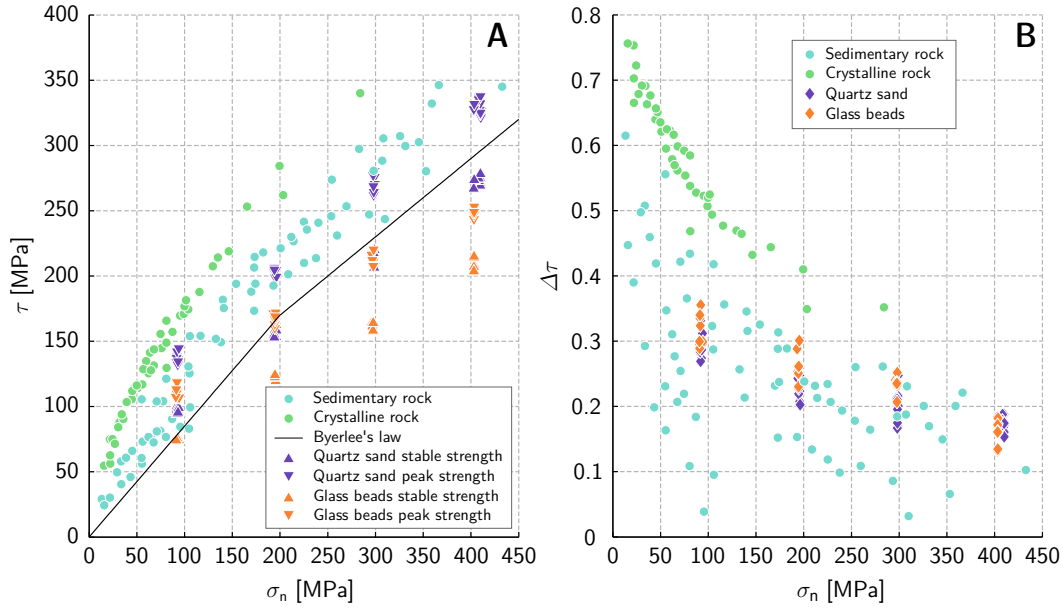 A
400
350
300
250
200
150
100
50
0
τ [MPa]
0 50 100 150 200 250 300 350 400 450
σn [MPa]
Sedimentary rock
Crystalline rock
Byerlee's law
Quartz sand stable strength
Quartz sand peak strength
Glass beads stable strength
Glass beads peak strength
B
0.8
0.7
0.6
0.5
0.4
0.3
0.2
0.1
0
Δτ
0 50 100 150 200 250 300 350 400 450
σn [MPa]
Sedimentary rock
Crystalline rock
Quartz sand
Glass beads